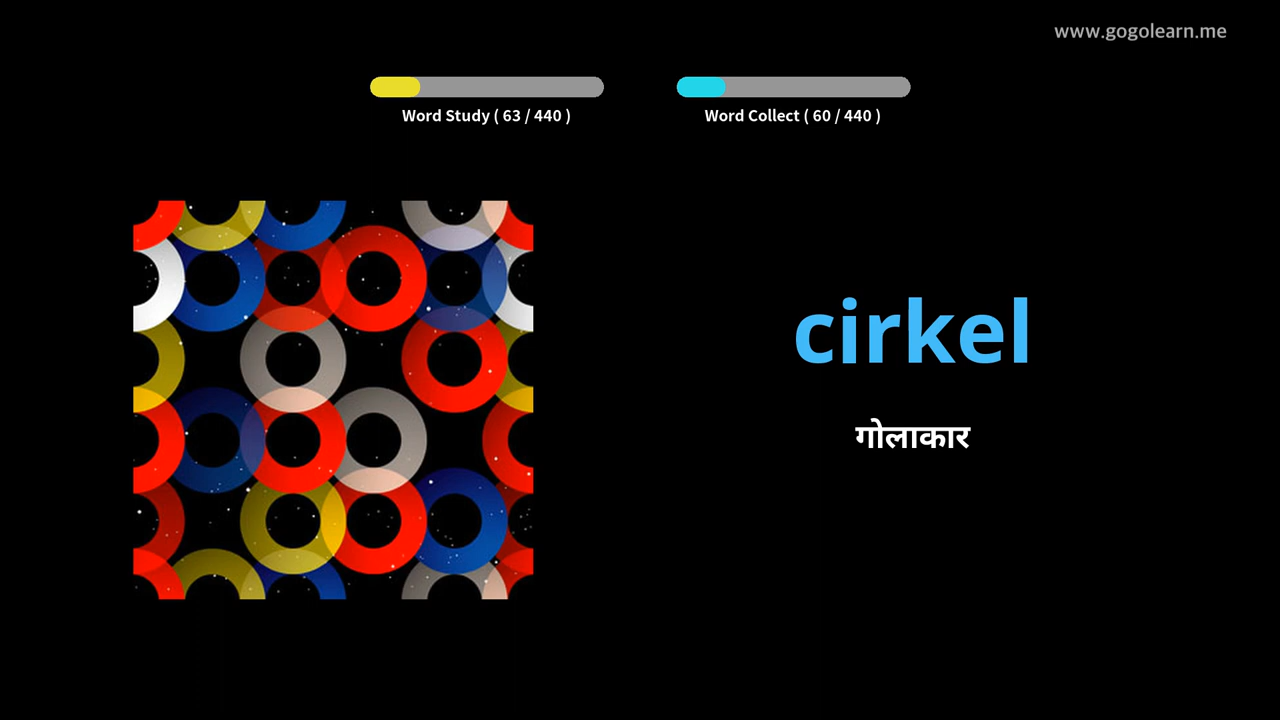 www.gogolearn.me
Word Study ( 63 / 440 )
Word Collect ( 60 / 440 )
cirkel
गोलाकार